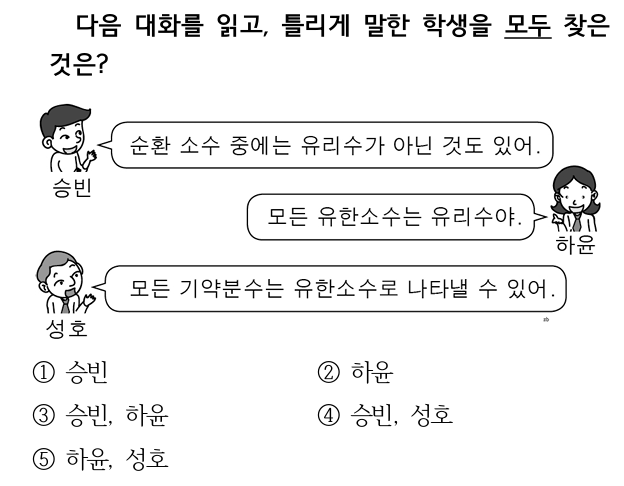 다음 대화를 읽고, 틀리게 말한 학생을 모두 찾은
것은?
순환 소수 중에는 유리수가 아닌 것도 있어.
승빈
모든 유한소수는 유리수야.
하윤
모든 기약분수는 유한소수로 나타낼 수 있어.
성호
① 승빈
② 하윤
③ 승빈, 하윤
④ 승빈, 성호
⑤ 하윤, 성호